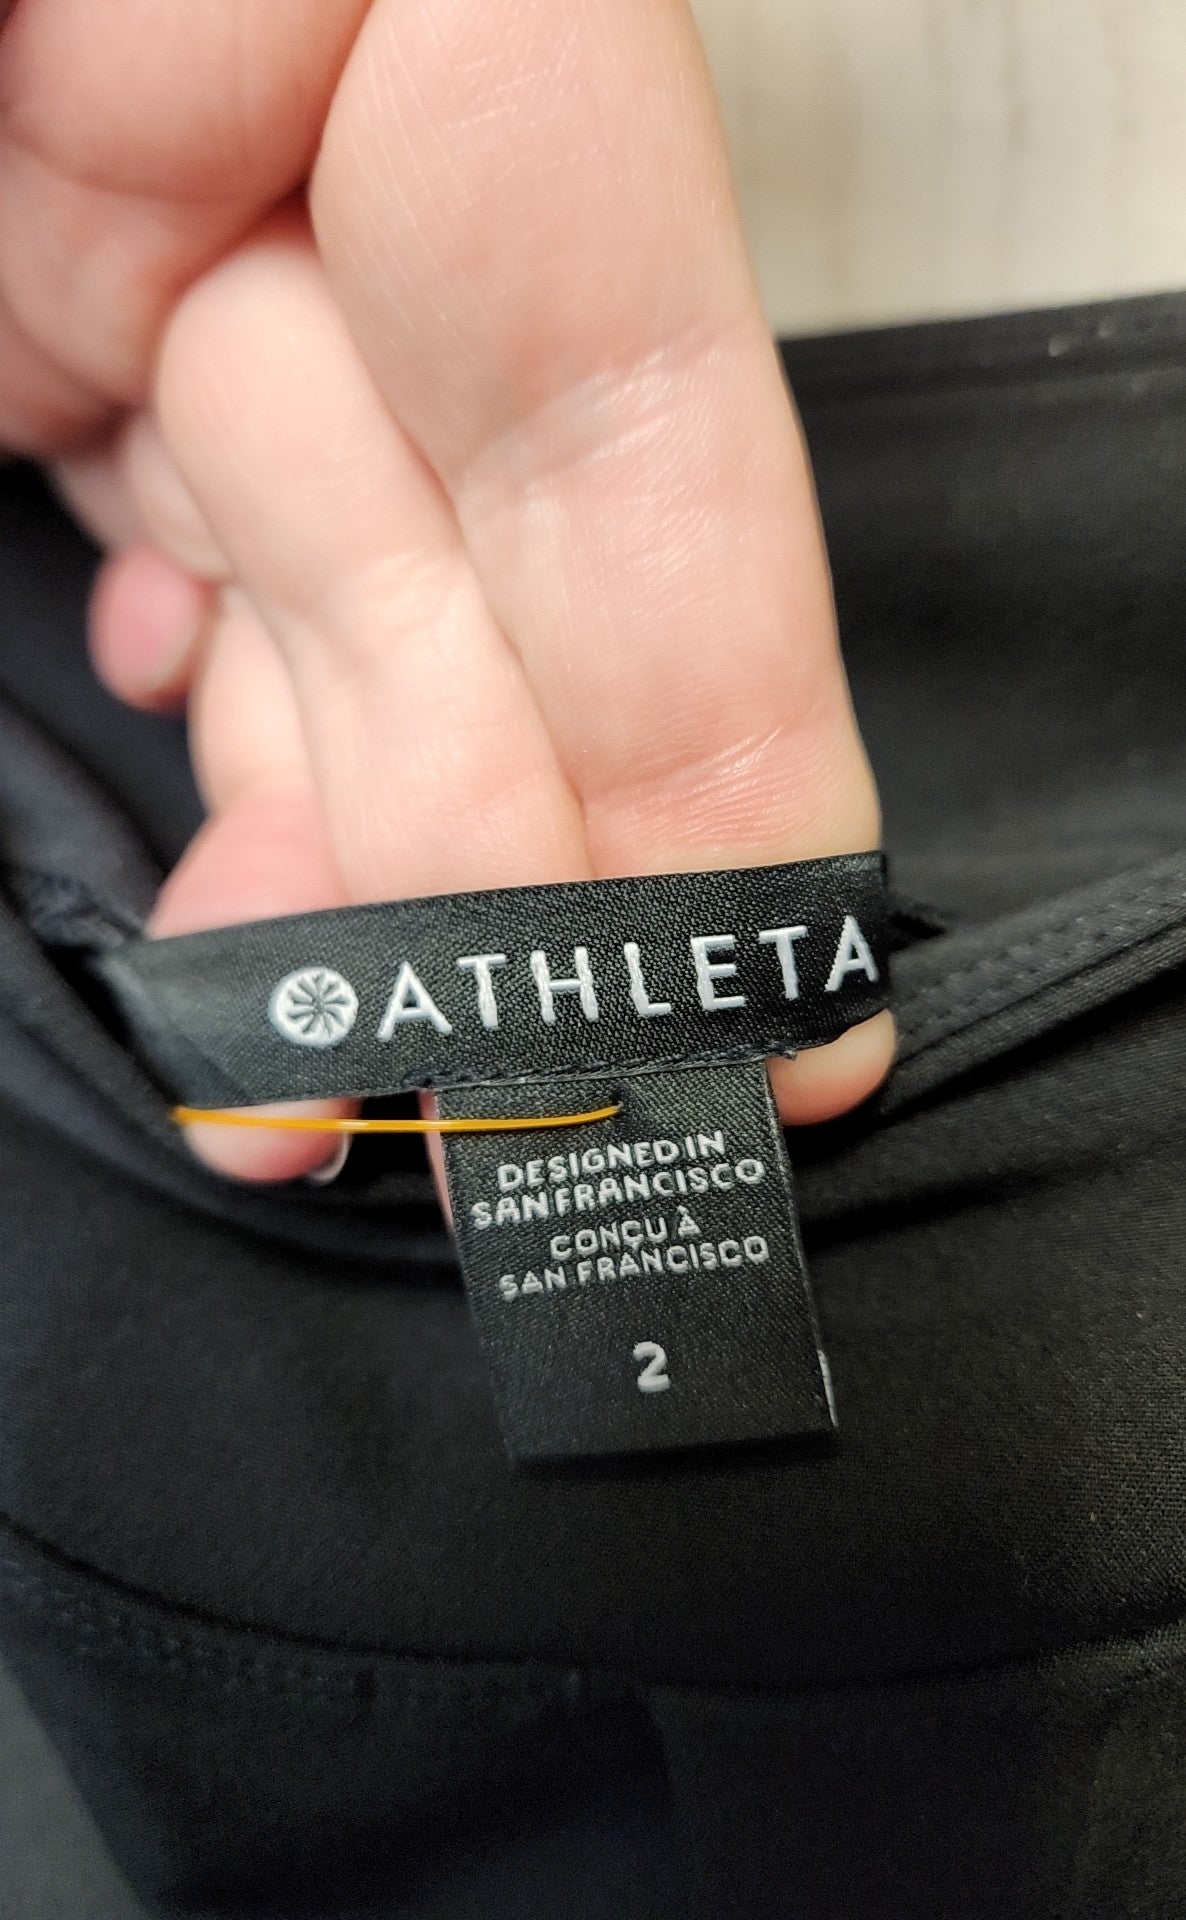 ATHLETA
DESIGNED IN
SAN FRANCISCO
CONÇU À
SAN FRANCISCO
2